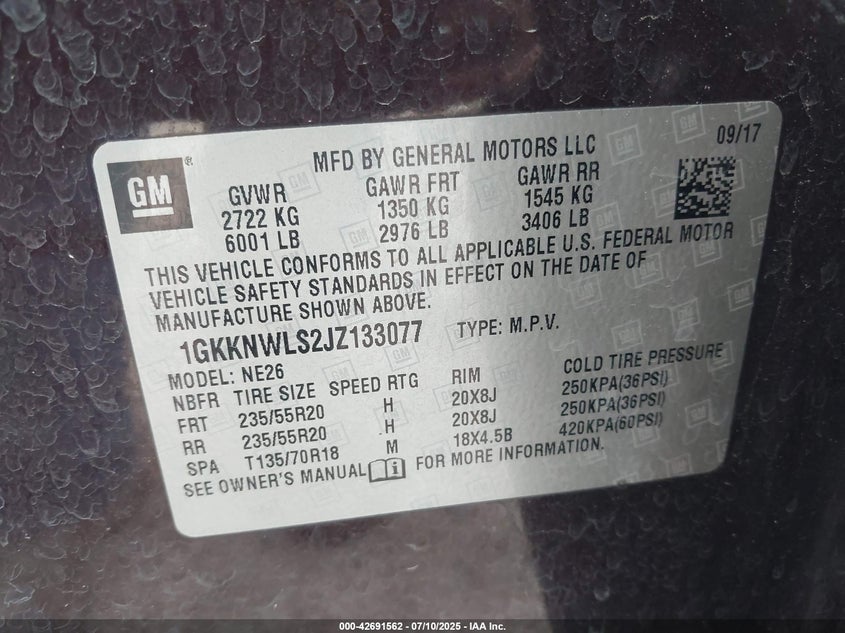 MFD BY GENERAL MOTORS LLC 09/17
GM ®
GVWR GAWR FRT GAWR RR
2722 KG 1350 KG 1545 KG
6001 LB 2976 LB 3406 LB
THIS VEHICLE CONFORMS TO ALL APPLICABLE U.S. FEDERAL MOTOR
VEHICLE SAFETY STANDARDS IN EFFECT ON THE DATE OF
MANUFACTURE SHOWN ABOVE.
1GKKNWLS2JZ133077 TYPE: M.P.V.
MODEL: NE26
NBFR TIRE SIZE SPEED RTG RIM COLD TIRE PRESSURE
FRT 235/55R20 H 20X8J 250KPA(36PSI)
RR 235/55R20 H 20X8J 250KPA(36PSI)
SPA T135/70R18 M 18X4.5B 420KPA(60PSI)
SEE OWNER'S MANUAL i FOR MORE INFORMATION.
000-42691562 / 07/10/2025 - IAA Inc.